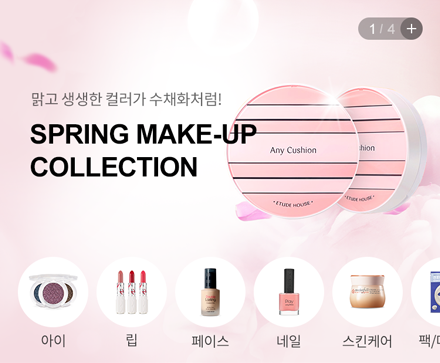 1 / 4 +
맑고 생생한 컬러가 수채화처럼!
SPRING MAKE-UP
COLLECTION
Any Cushion
Cushion
• ETUDE HOUSE •
• ETUDE HOUSE •
아이
립
페이스
네일
스킨케어